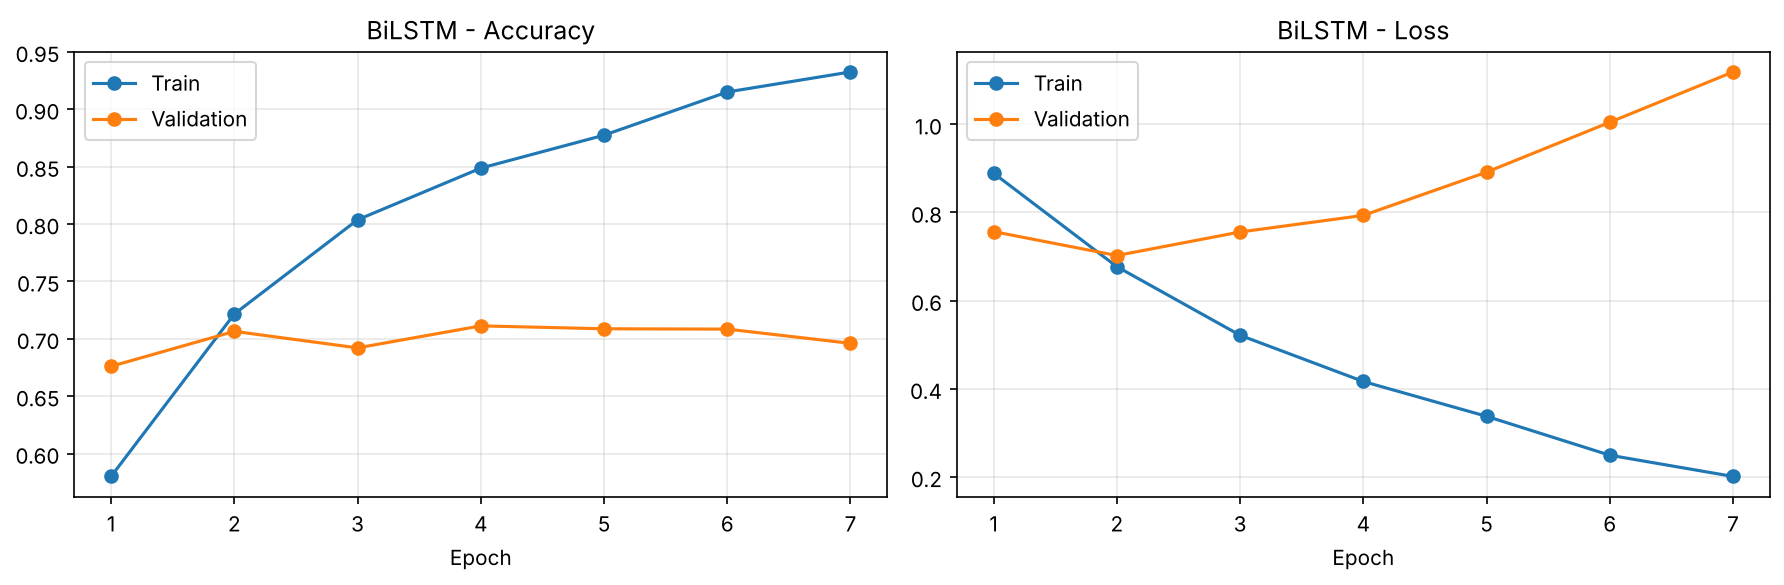 BiLSTM - Accuracy
0.95
0.90
0.85
0.80
0.75
0.70
0.65
0.60
Train
Validation
1 2 3 4 5 6 7
Epoch
BiLSTM - Loss
1.0
0.8
0.6
0.4
0.2
Train
Validation
1 2 3 4 5 6 7
Epoch